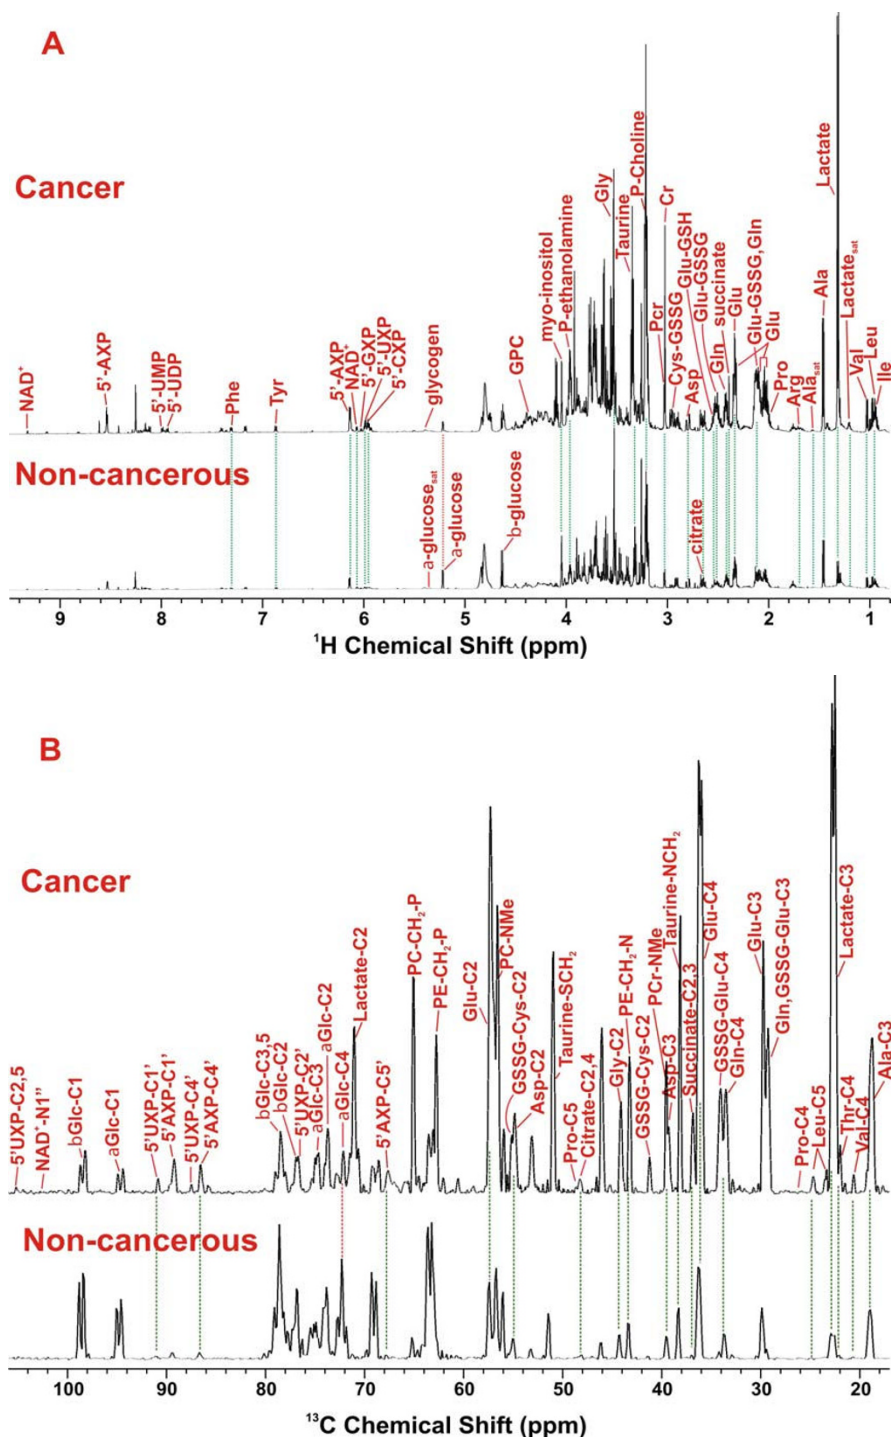 A
Cancer
NAD⁺
5'-AXP
5'-UMP
5'-UDP
Phe
Tyr
5'-AXP
NAD⁺
5'-GXP
5'-UXP
5'-CXP
glycogen
GPC
myo-inositol
P-ethanolamine
Gly
Taurine
P-Choline
Cr
Pcr
Cys-GSSG
Asp
Glu-GSH
Glu-GSSG
Gln
succinate
Glu
Glu-GSSG,Gln
Glu
Pro
Arg
Ala sat
Ala
Lactate
Lactate sat
Val
Leu
Ile
Non-cancerous
a-glucose sat
a-glucose
b-glucose
citrate
9 8 7 6 5 4 3 2 1
¹H Chemical Shift (ppm)
B
Cancer
5'UXP-C2,5
NAD⁺-N1''
bGlc-C1
aGlc-C1
5'UXP-C1'
5'AXP-C1'
5'UXP-C4'
5'AXP-C4'
bGlc-C3,5
bGlc-C2
5'UXP-C2'
aGlc-C3
aGlc-C2
aGlc-C4
Lactate-C2
5'AXP-C5'
PC-CH₂-P
PE-CH₂-P
Glu-C2
PC-NMe
GSSG-Cys-C2
Asp-C2
Taurine-SCH₂
Pro-C5
Citrate-C2,4
Gly-C2
PE-CH₂-N
GSSG-Cys-C2
PCr-NMe
Asp-C3
Taurine-NCH₂
Succinate-C2,3
Glu-C4
GSSG-Glu-C4
Gln-C4
Glu-C3
Gln,GSSG-Glu-C3
Pro-C4
Leu-C5
Lactate-C3
Thr-C4
Val-C4
Ala-C3
Non-cancerous
100 90 80 70 60 50 40 30 20
¹³C Chemical Shift (ppm)